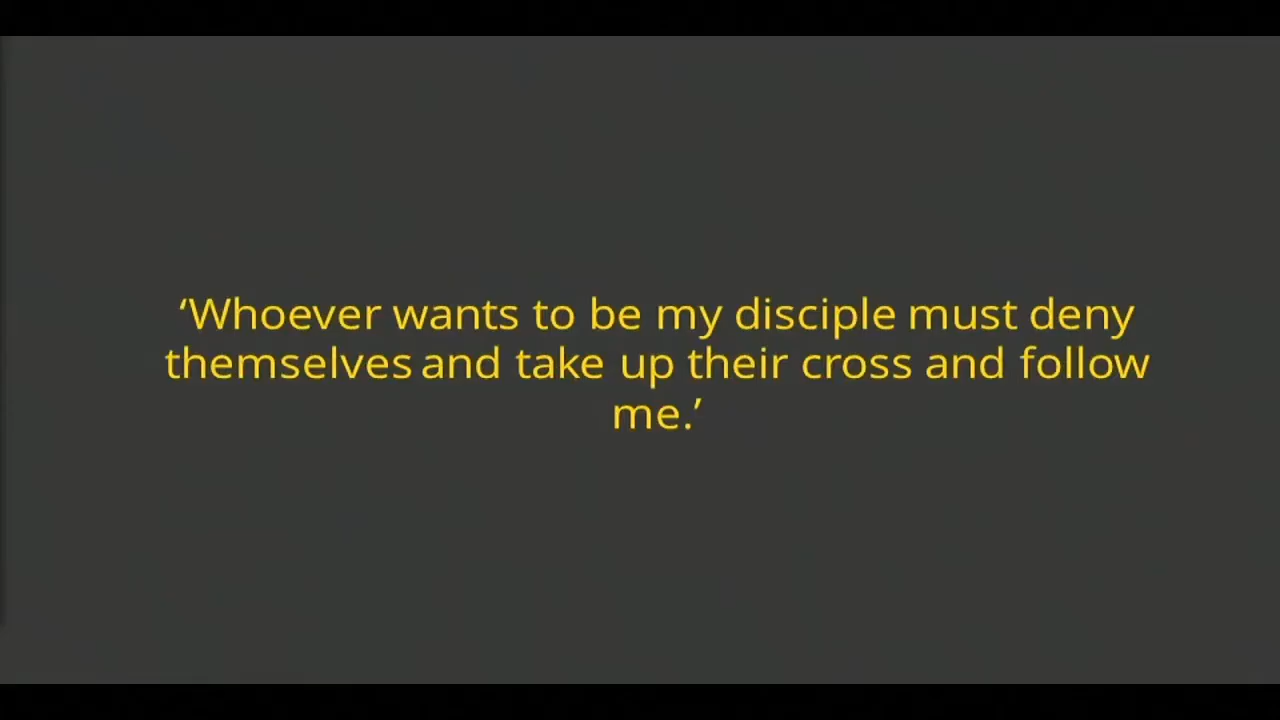 ‘Whoever wants to be my disciple must deny
themselves and take up their cross and follow
me.’